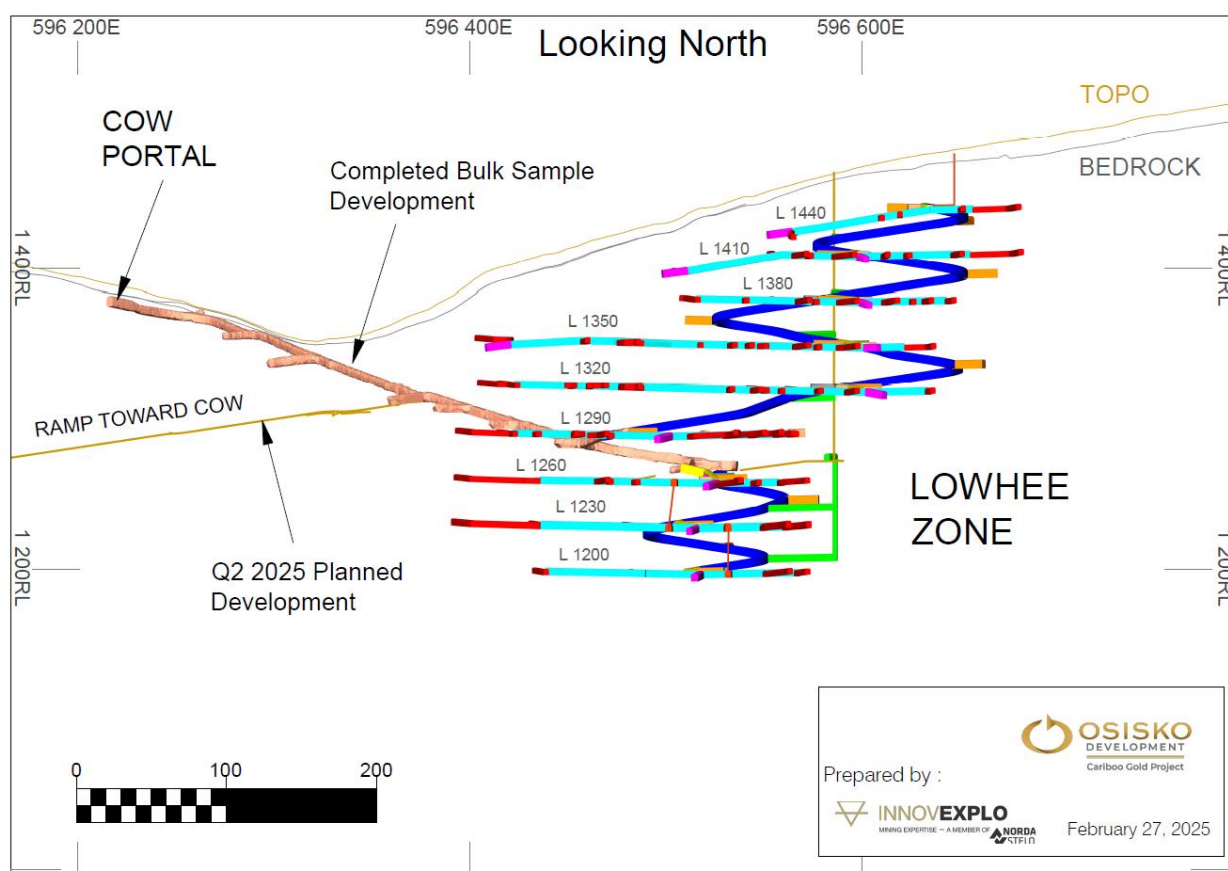 596 200E
596 400E
596 600E
Looking North
TOPO
BEDROCK
COW
PORTAL
Completed Bulk Sample
Development
1 400RL
1 400RL
L 1440
L 1410
L 1380
L 1350
L 1320
L 1290
L 1260
L 1230
L 1200
RAMP TOWARD COW
LOWHEE
ZONE
Q2 2025 Planned
Development
1 200RL
1 200RL
0
100
200
OSISKO
DEVELOPMENT
Cariboo Gold Project
Prepared by :
INNOVEXPLO
MINING EXPERTISE — A MEMBER OF
NORDA
STELO
February 27, 2025